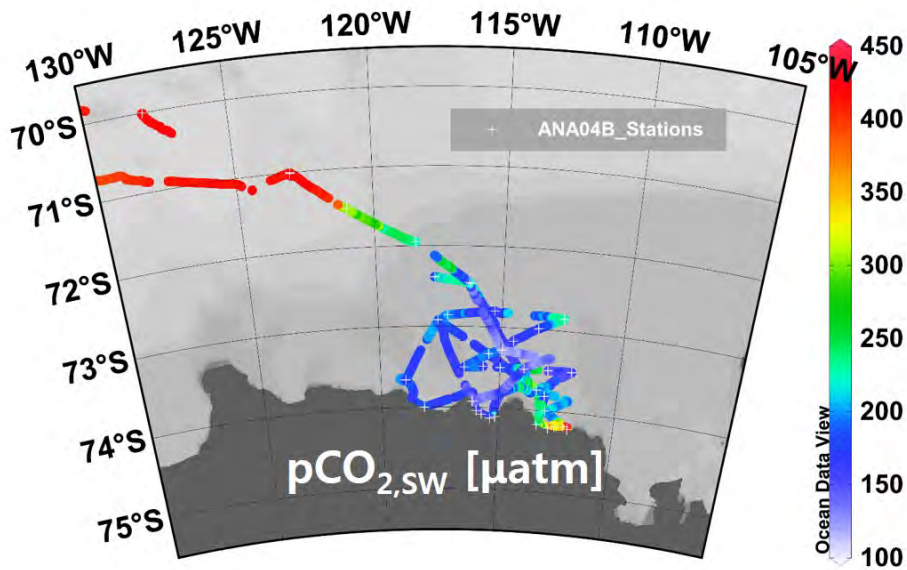 130°W 125°W 120°W 115°W 110°W 105°W
70°S
71°S
72°S
73°S
74°S
75°S
+ ANA04B_Stations
pCO₂,SW [µatm]
450
400
350
300
250
200
150
100
Ocean Data View